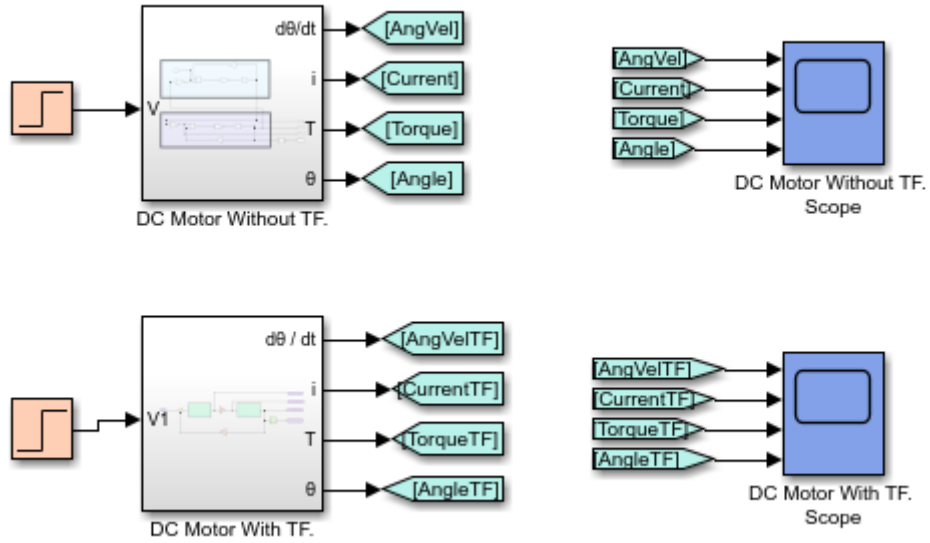 dθ/dt
[AngVel]
V
i
[Current]
T
[Torque]
θ
[Angle]
DC Motor Without TF.
[AngVel]
[Current]
[Torque]
[Angle]
DC Motor Without TF.
Scope
dθ / dt
[AngVelTF]
V1
i
[CurrentTF]
T
[TorqueTF]
θ
[AngleTF]
DC Motor With TF.
[AngVelTF]
[CurrentTF]
[TorqueTF]
[AngleTF]
DC Motor With TF.
Scope